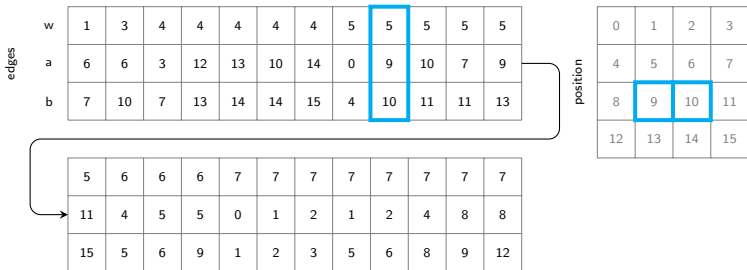 edges
w 1 3 4 4 4 4 4 5 5 5 5 5
a 6 6 3 12 13 10 14 0 9 10 7 9
b 7 10 7 13 14 14 15 4 10 11 11 13
5 6 6 6 7 7 7 7 7 7 7 7
11 4 5 5 0 1 2 1 2 4 8 8
15 5 6 9 1 2 3 5 6 8 9 12
position
0 1 2 3
4 5 6 7
8 9 10 11
12 13 14 15